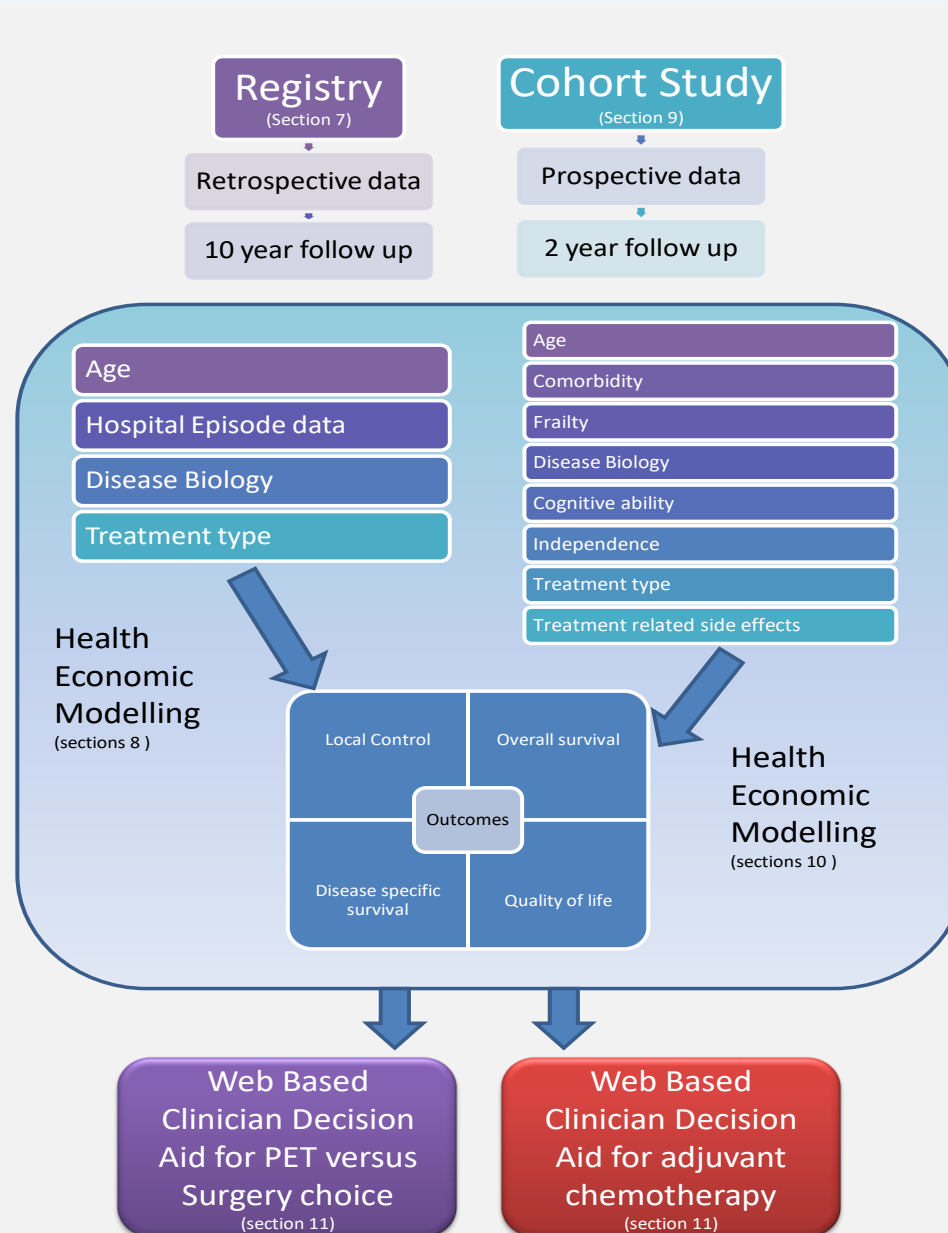 Registry
(Section 7)
Retrospective data
10 year follow up
Cohort Study
(Section 9)
Prospective data
2 year follow up
Age
Hospital Episode data
Disease Biology
Treatment type
Age
Comorbidity
Frailty
Disease Biology
Cognitive ability
Independence
Treatment type
Treatment related side effects
Health
Economic
Modelling
(sections 8 )
Local Control
Overall survival
Outcomes
Disease specific
survival
Quality of life
Health
Economic
Modelling
(sections 10 )
Web Based
Clinician Decision
Aid for PET versus
Surgery choice
(section 11)
Web Based
Clinician Decision
Aid for adjuvant
chemotherapy
(section 11)